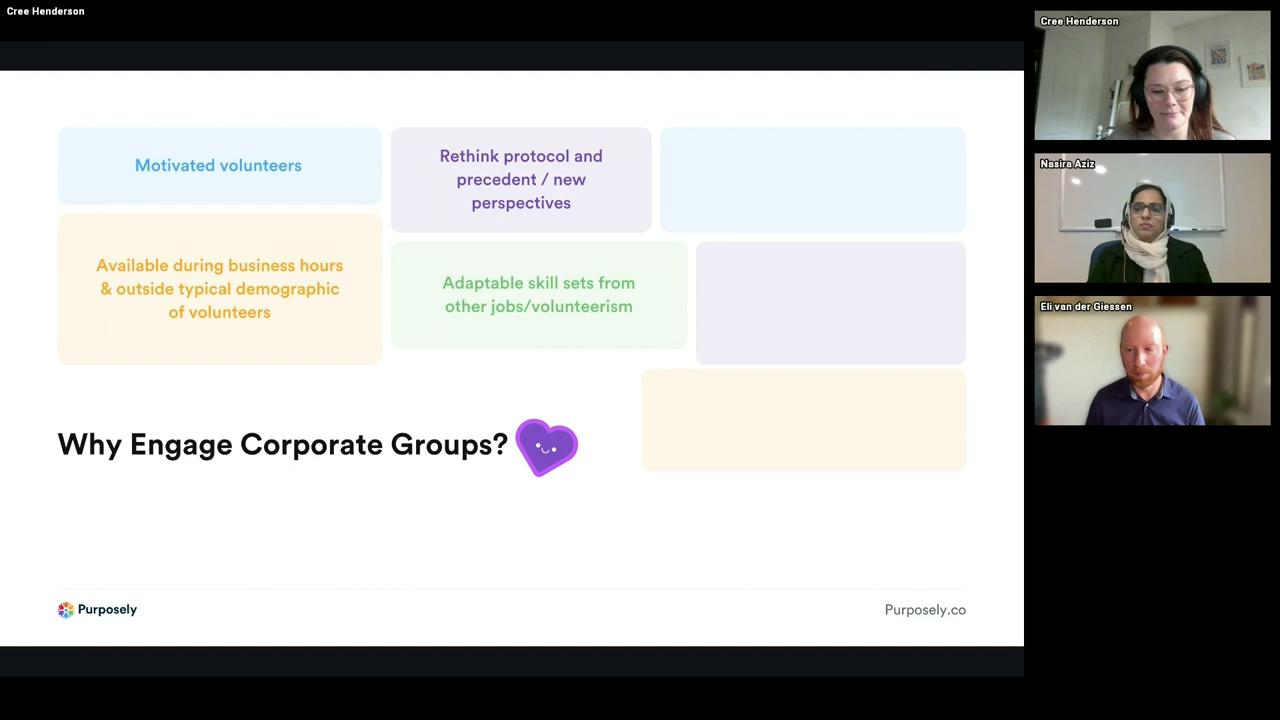 Cree Henderson
Cree Henderson
Nasira Aziz
Eli van der Giessen
Motivated volunteers
Rethink protocol and
precedent / new
perspectives
Available during business hours
& outside typical demographic
of volunteers
Adaptable skill sets from
other jobs/volunteerism
Why Engage Corporate Groups?
Purposely
Purposely.co